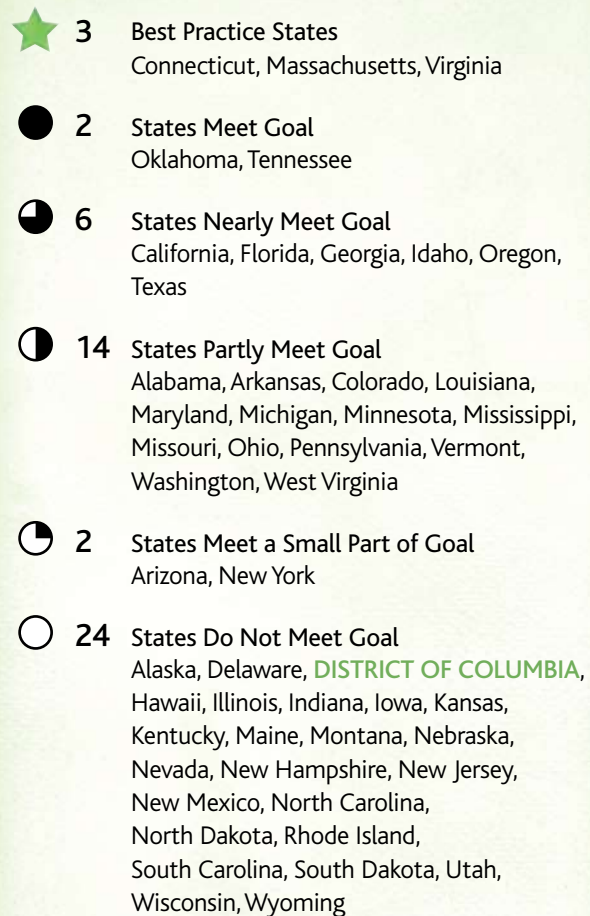 3 Best Practice States
Connecticut, Massachusetts, Virginia
2 States Meet Goal
Oklahoma, Tennessee
6 States Nearly Meet Goal
California, Florida, Georgia, Idaho, Oregon,
Texas
14 States Partly Meet Goal
Alabama, Arkansas, Colorado, Louisiana,
Maryland, Michigan, Minnesota, Mississippi,
Missouri, Ohio, Pennsylvania, Vermont,
Washington, West Virginia
2 States Meet a Small Part of Goal
Arizona, New York
24 States Do Not Meet Goal
Alaska, Delaware, DISTRICT OF COLUMBIA,
Hawaii, Illinois, Indiana, Iowa, Kansas,
Kentucky, Maine, Montana, Nebraska,
Nevada, New Hampshire, New Jersey,
New Mexico, North Carolina,
North Dakota, Rhode Island,
South Carolina, South Dakota, Utah,
Wisconsin, Wyoming